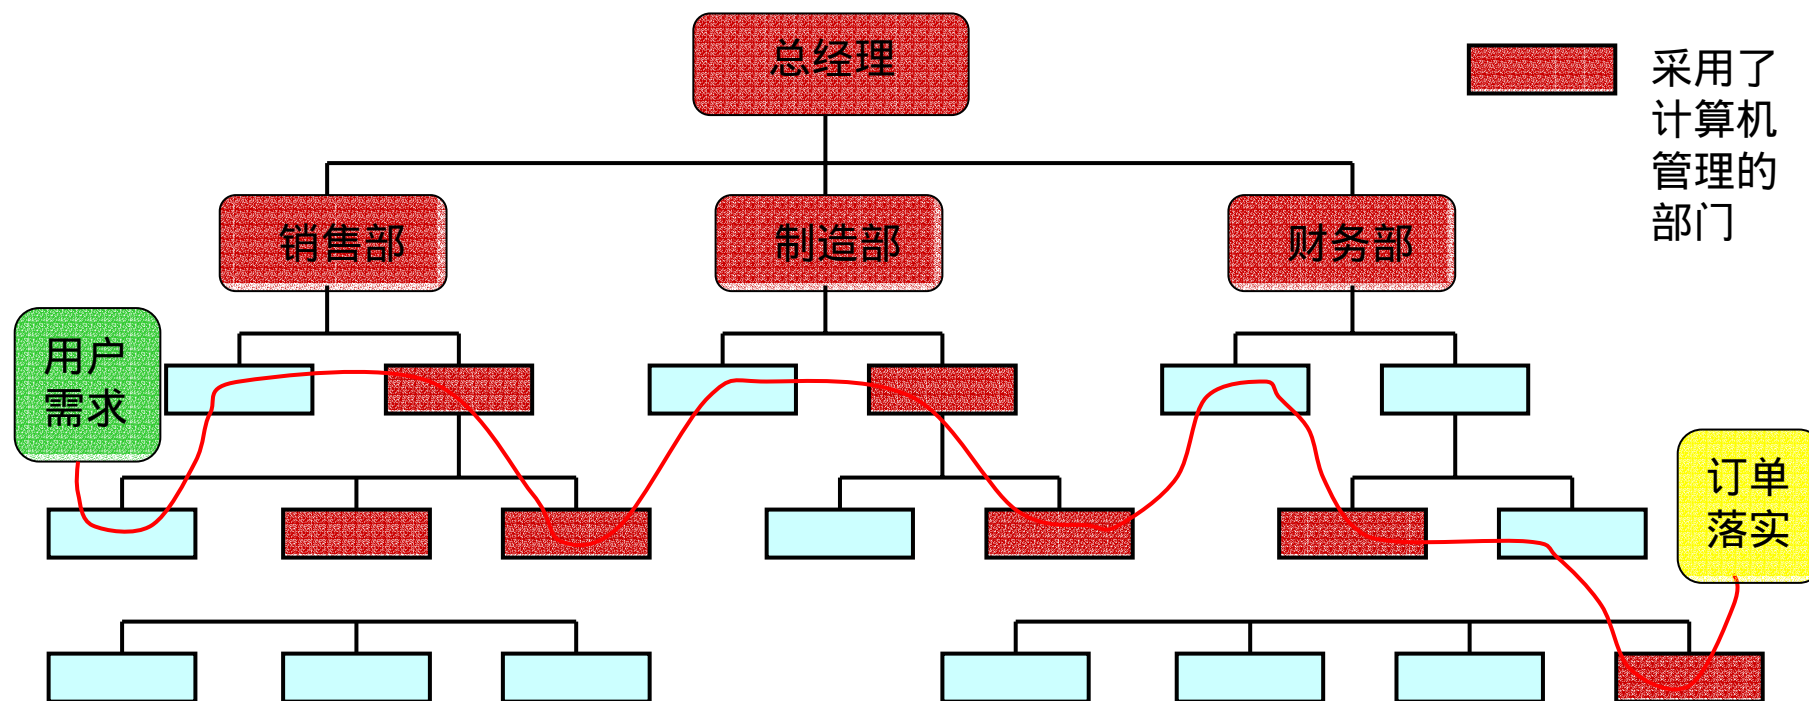 总经理
采用了
计算机
管理的
部门
销售部
制造部
财务部
用户
需求
订单
落实